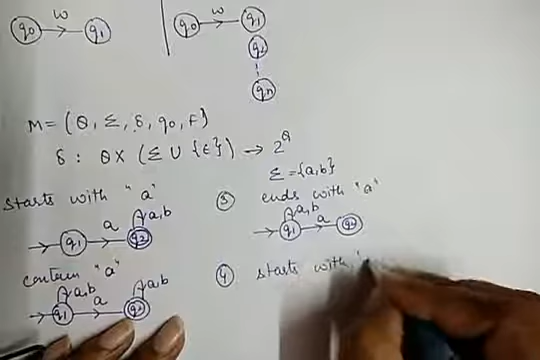 w
q0 q1
w
q0 q1
q2
qn
M = (Q, Σ, δ, q0, F)
δ : Q X (Σ U {ε}) → 2^Q
Σ = {a,b}
starts with "a"
a a,b
q1 q2
③ ends with "a"
a,b a
q1 q2
contain "a"
a,b a a,b
q1 q2
④ starts with "